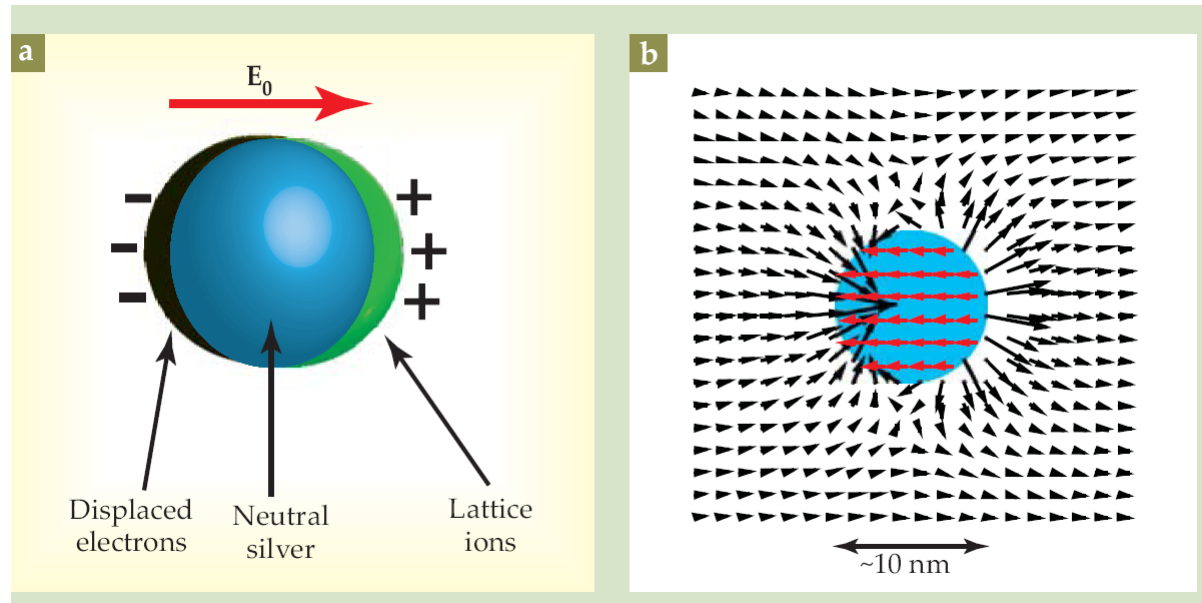 a
E₀
− +
− +
− +
Displaced
electrons
Neutral
silver
Lattice
ions
b
~10 nm